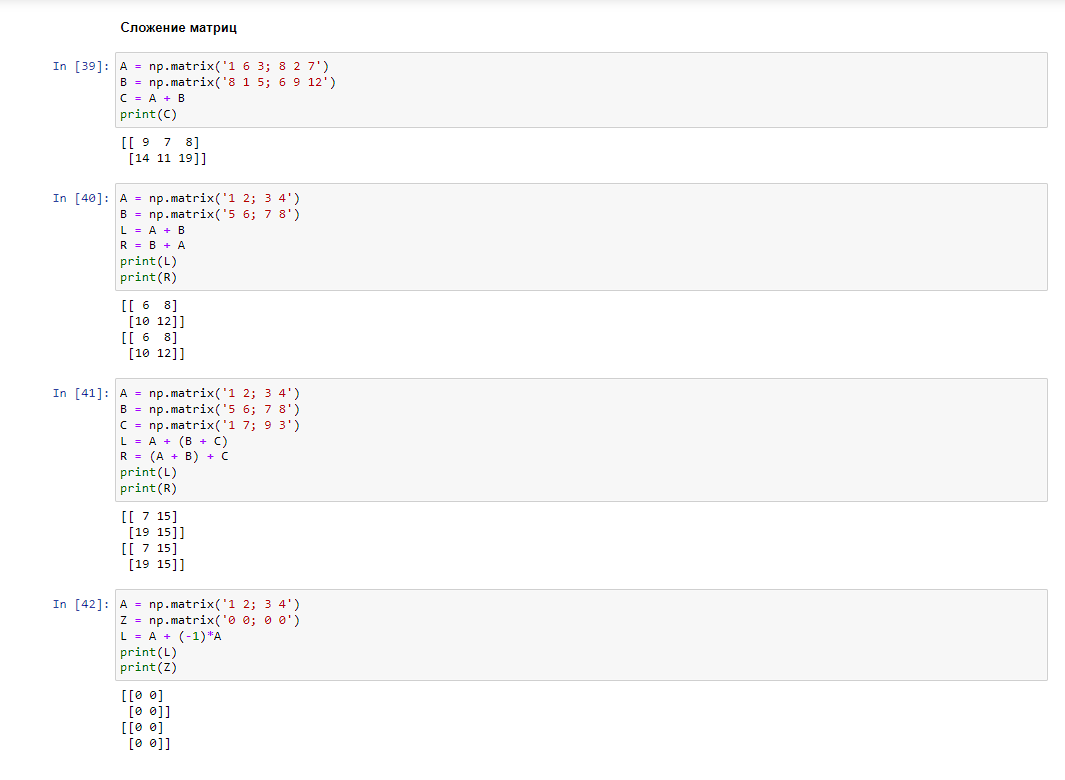 Сложение матриц
In [39]: A = np.matrix('1 6 3; 8 2 7')
B = np.matrix('8 1 5; 6 9 12')
C = A + B
print(C)
[[ 9  7  8]
 [14 11 19]]
In [40]: A = np.matrix('1 2; 3 4')
B = np.matrix('5 6; 7 8')
L = A + B
R = B + A
print(L)
print(R)
[[ 6  8]
 [10 12]]
[[ 6  8]
 [10 12]]
In [41]: A = np.matrix('1 2; 3 4')
B = np.matrix('5 6; 7 8')
C = np.matrix('1 7; 9 3')
L = A + (B + C)
R = (A + B) + C
print(L)
print(R)
[[ 7 15]
 [19 15]]
[[ 7 15]
 [19 15]]
In [42]: A = np.matrix('1 2; 3 4')
Z = np.matrix('0 0; 0 0')
L = A + (-1)*A
print(L)
print(Z)
[[0 0]
 [0 0]]
[[0 0]
 [0 0]]